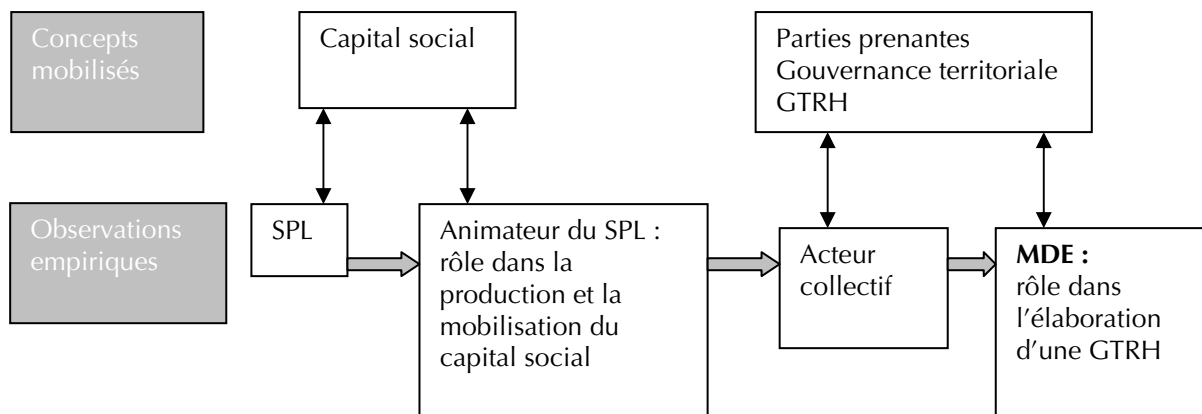 Concepts
mobilisés
Capital social
Parties prenantes
Gouvernance territoriale
GTRH
Observations
empiriques
SPL
Animateur du SPL :
rôle dans la
production et la
mobilisation du
capital social
Acteur
collectif
MDE :
rôle dans
l'élaboration
d'une GTRH